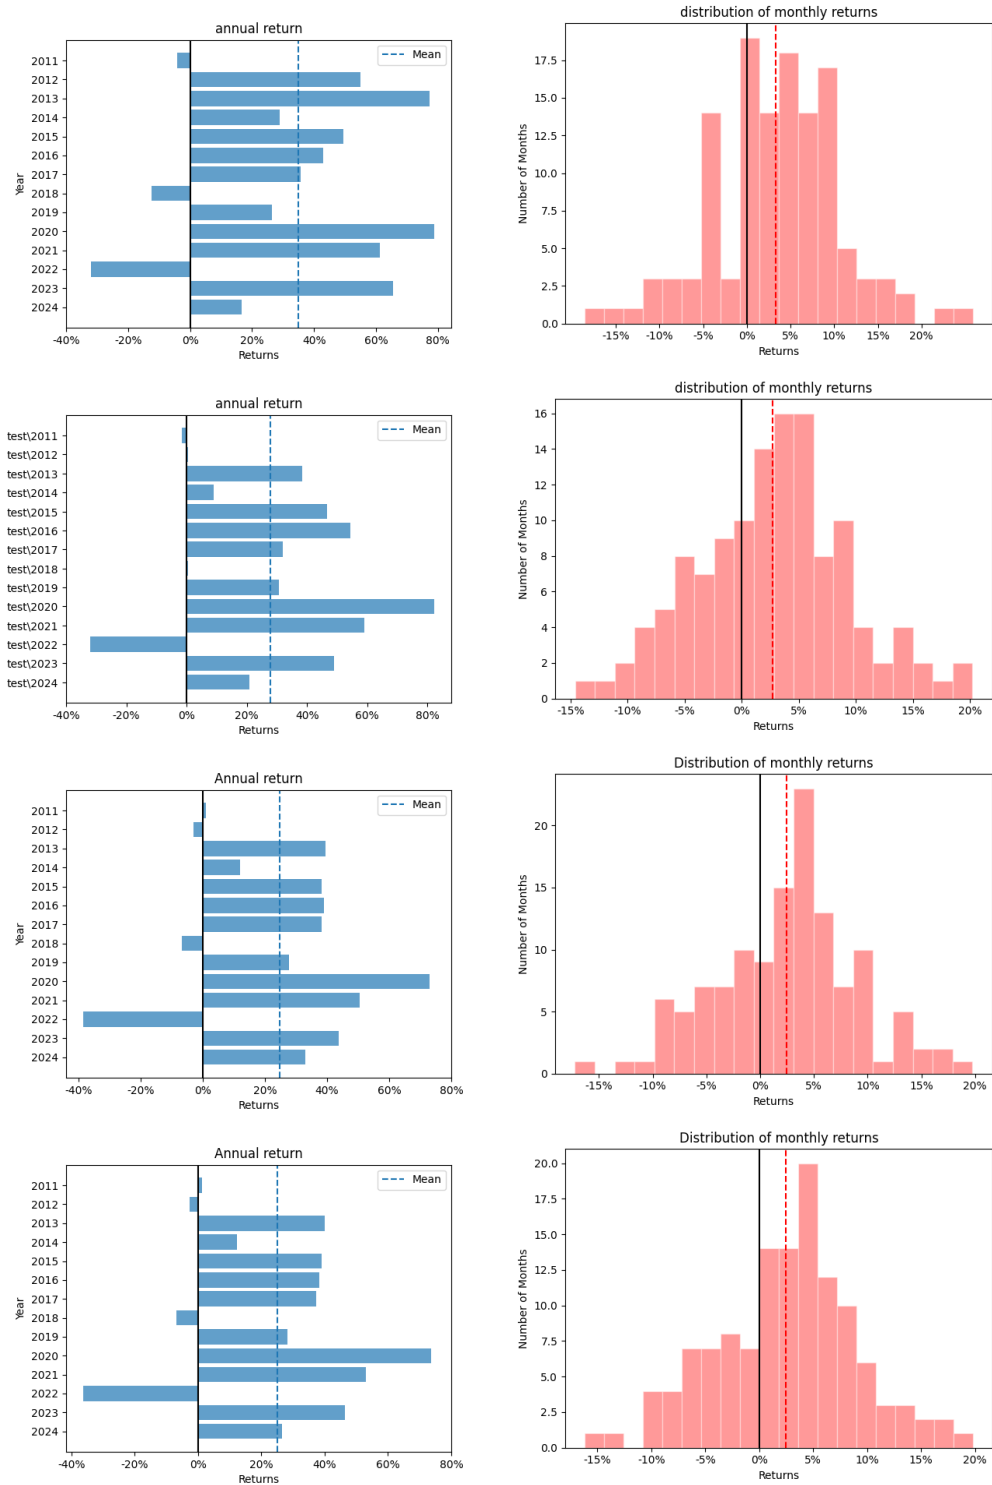 annual return
Mean
Year
2011
2012
2013
2014
2015
2016
2017
2018
2019
2020
2021
2022
2023
2024
-40% -20% 0% 20% 40% 60% 80%
Returns
distribution of monthly returns
Number of Months
17.5
15.0
12.5
10.0
7.5
5.0
2.5
0.0
-15% -10% -5% 0% 5% 10% 15% 20%
Returns
annual return
Mean
test\2011
test\2012
test\2013
test\2014
test\2015
test\2016
test\2017
test\2018
test\2019
test\2020
test\2021
test\2022
test\2023
test\2024
-40% -20% 0% 20% 40% 60% 80%
Returns
distribution of monthly returns
Number of Months
16
14
12
10
8
6
4
2
0
-15% -10% -5% 0% 5% 10% 15% 20%
Returns
Annual return
Mean
Year
2011
2012
2013
2014
2015
2016
2017
2018
2019
2020
2021
2022
2023
2024
-40% -20% 0% 20% 40% 60% 80%
Returns
Distribution of monthly returns
Number of Months
20
15
10
5
0
-15% -10% -5% 0% 5% 10% 15% 20%
Returns
Annual return
Mean
Year
2011
2012
2013
2014
2015
2016
2017
2018
2019
2020
2021
2022
2023
2024
-40% -20% 0% 20% 40% 60% 80%
Returns
Distribution of monthly returns
Number of Months
20.0
17.5
15.0
12.5
10.0
7.5
5.0
2.5
0.0
-15% -10% -5% 0% 5% 10% 15% 20%
Returns